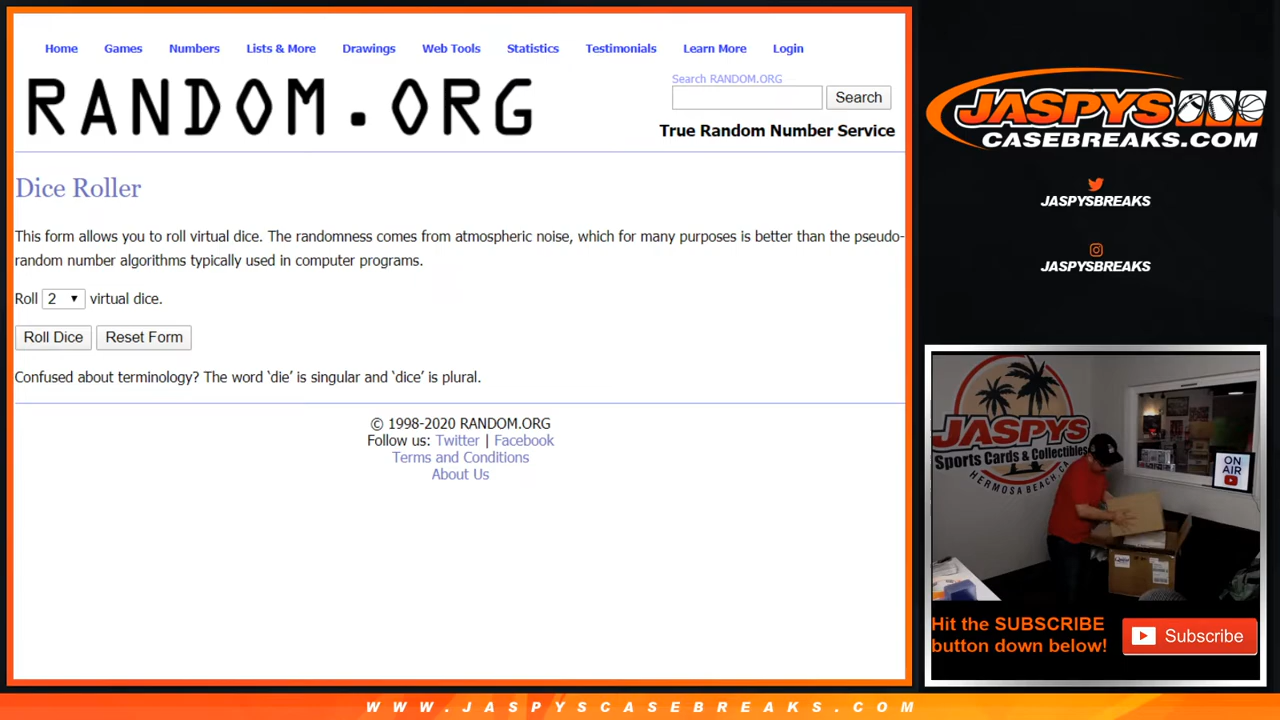 Home Games Numbers Lists & More Drawings Web Tools Statistics Testimonials Learn More Login
RANDOM.ORG
Search RANDOM.ORG
Search
True Random Number Service
Dice Roller
This form allows you to roll virtual dice. The randomness comes from atmospheric noise, which for many purposes is better than the pseudo-
random number algorithms typically used in computer programs.
Roll 2 virtual dice.
Roll Dice Reset Form
Confused about terminology? The word ‘die’ is singular and ‘dice’ is plural.
© 1998-2020 RANDOM.ORG
Follow us: Twitter | Facebook
Terms and Conditions
About Us
JASPYS
CASEBREAKS.COM
JASPYSBREAKS
JASPYSBREAKS
JASPYS
Sports Cards & Collectibles
HERMOSA BEACH, CA
ON
AIR
Hit the SUBSCRIBE
button down below!
Subscribe
WWW.JASPYSCASEBREAKS.COM